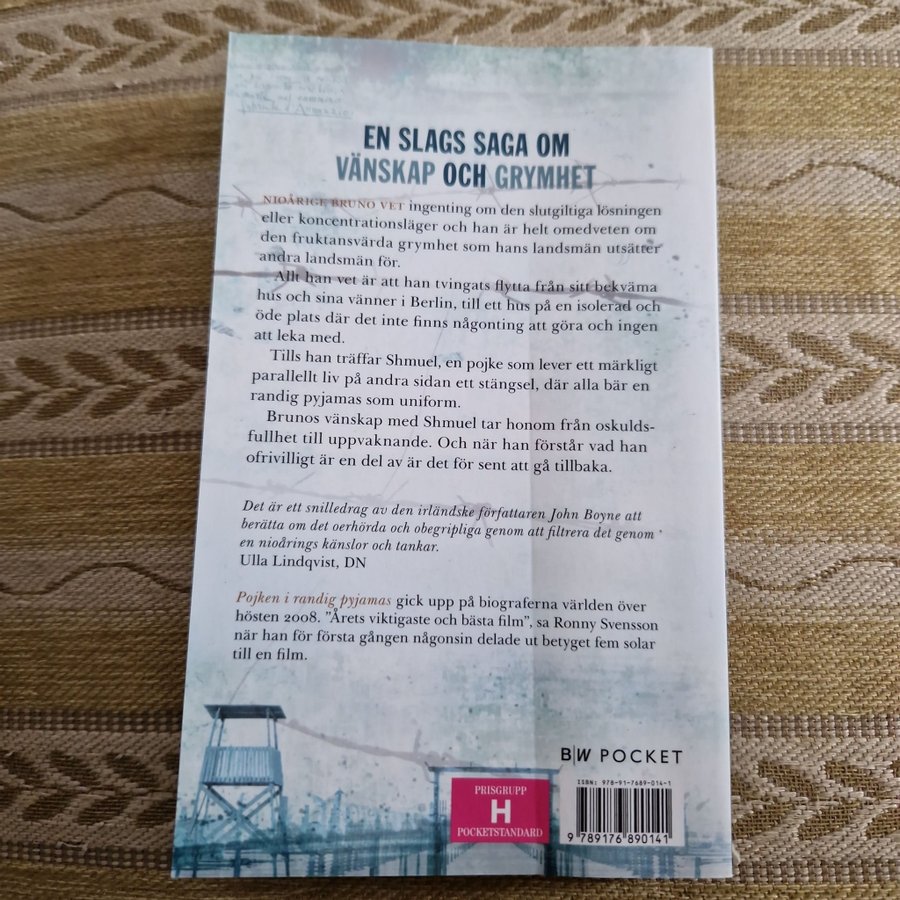 EN SLAGS SAGA OM
VÄNSKAP OCH GRYMHET
NIOÅRIGE BRUNO VET ingenting om den slutgiltiga lösningen
eller koncentrationsläger och han är helt omedveten om
den fruktansvärda grymhet som hans landsmän utsätter
andra landsmän för.
Allt han vet är att han tvingats flytta från sitt bekväma
hus och sina vänner i Berlin, till ett hus på en isolerad och
öde plats där det inte finns någonting att göra och ingen
att leka med.
Tills han träffar Shmuel, en pojke som lever ett märkligt
parallellt liv på andra sidan ett stängsel, där alla bär en
randig pyjamas som uniform.
Brunos vänskap med Shmuel tar honom från oskulds-
fullhet till uppvaknande. Och när han förstår vad han
ofrivilligt är en del av är det för sent att gå tillbaka.
Det är ett snilledrag av den irländske författaren John Boyne att
berätta om det oerhörda och obegripliga genom att filtrera det genom
en nioårings känslor och tankar.
Ulla Lindqvist, DN
Pojken i randig pyjamas gick upp på biograferna världen över
hösten 2008. ”Årets viktigaste och bästa film”, sa Ronny Svensson
när han för första gången någonsin delade ut betyget fem solar
till en film.
B|W POCKET
PRISGRUPP
H
POCKETSTANDARD
ISBN: 978-91-7689-014-1
9 789176 890141